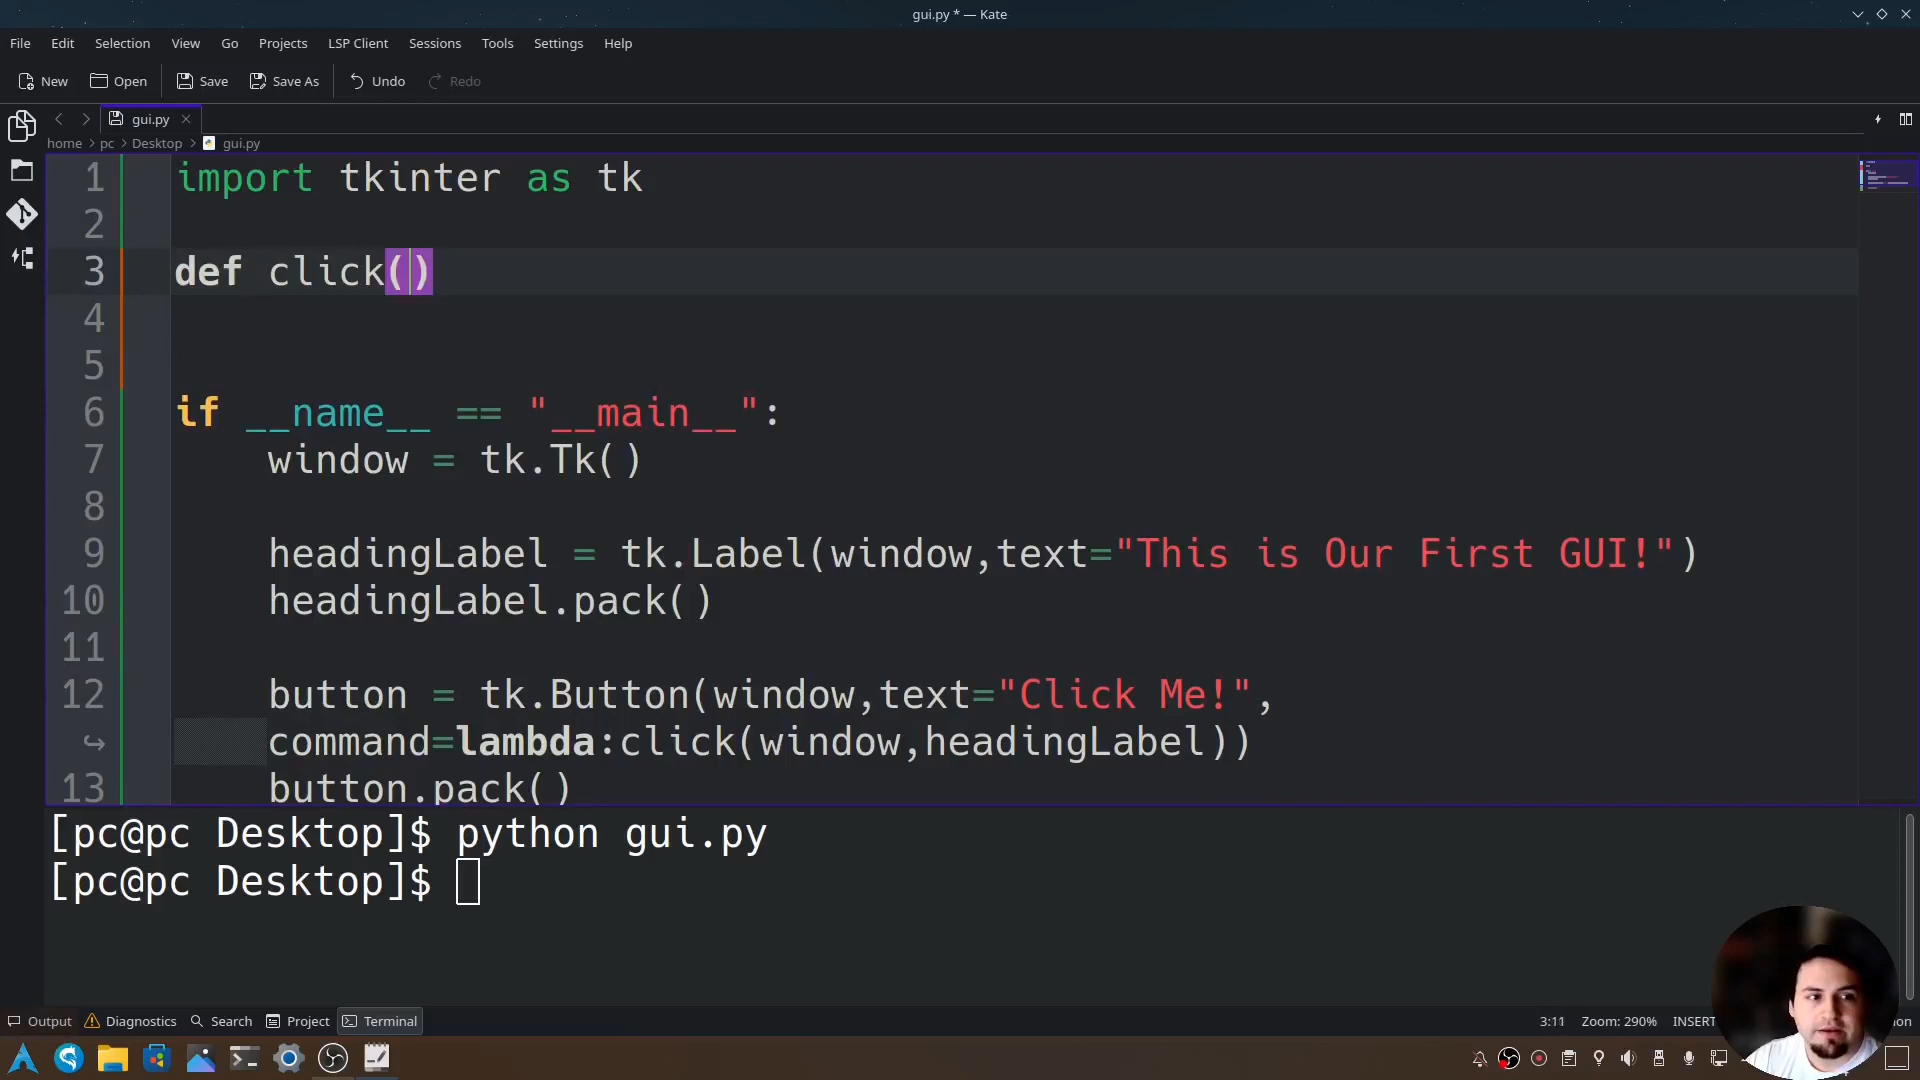 gui.py * — Kate
File Edit Selection View Go Projects LSP Client Sessions Tools Settings Help
New Open Save Save As Undo Redo
gui.py
home > pc > Desktop > gui.py
1 import tkinter as tk
2
3 def click()
4
5
6 if __name__ == "__main__":
7 window = tk.Tk()
8
9 headingLabel = tk.Label(window,text="This is Our First GUI!")
10 headingLabel.pack()
11
12 button = tk.Button(window,text="Click Me!",
command=lambda:click(window,headingLabel))
13 button.pack()
[pc@pc Desktop]$ python gui.py
[pc@pc Desktop]$
Output Diagnostics Search Project Terminal 3:11 Zoom: 290% INSERT